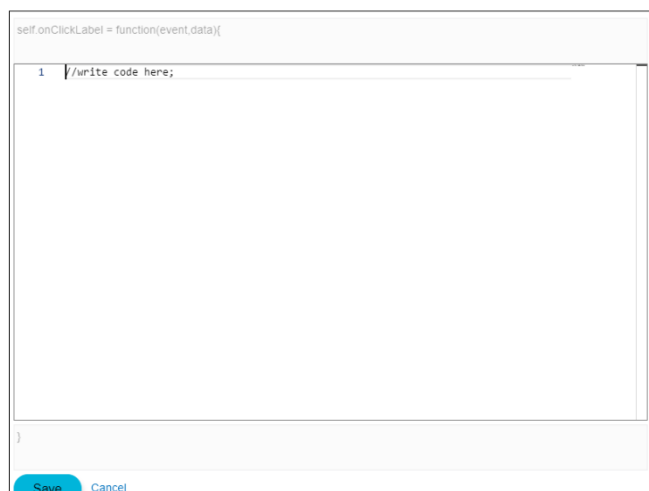 self.onClickLabel = function(event,data){
1 //write code here;
}
Save Cancel